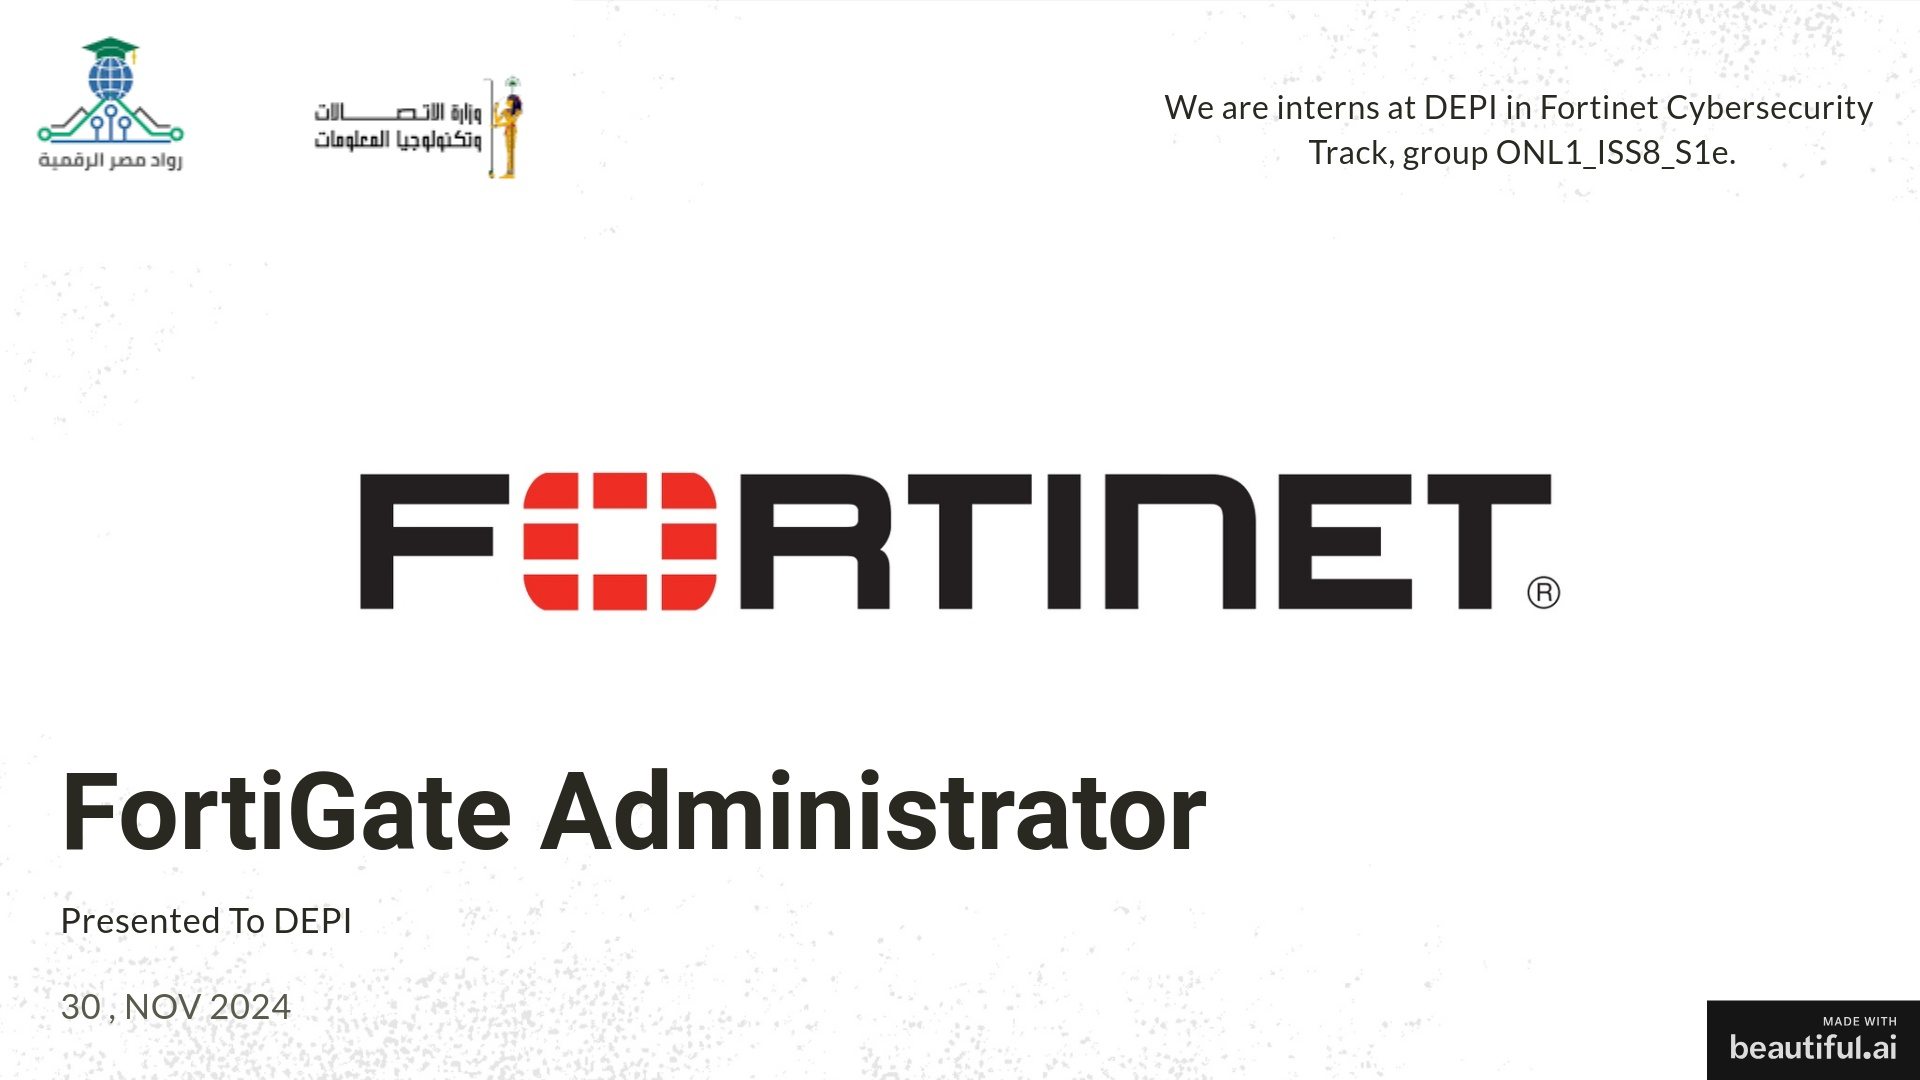 رواد مصر الرقمية
وزارة الاتصالات
وتكنولوجيا المعلومات
We are interns at DEPI in Fortinet Cybersecurity
Track, group ONL1_ISS8_S1e.
FORTINET®
FortiGate Administrator
Presented To DEPI
30 , NOV 2024
MADE WITH
beautiful.ai